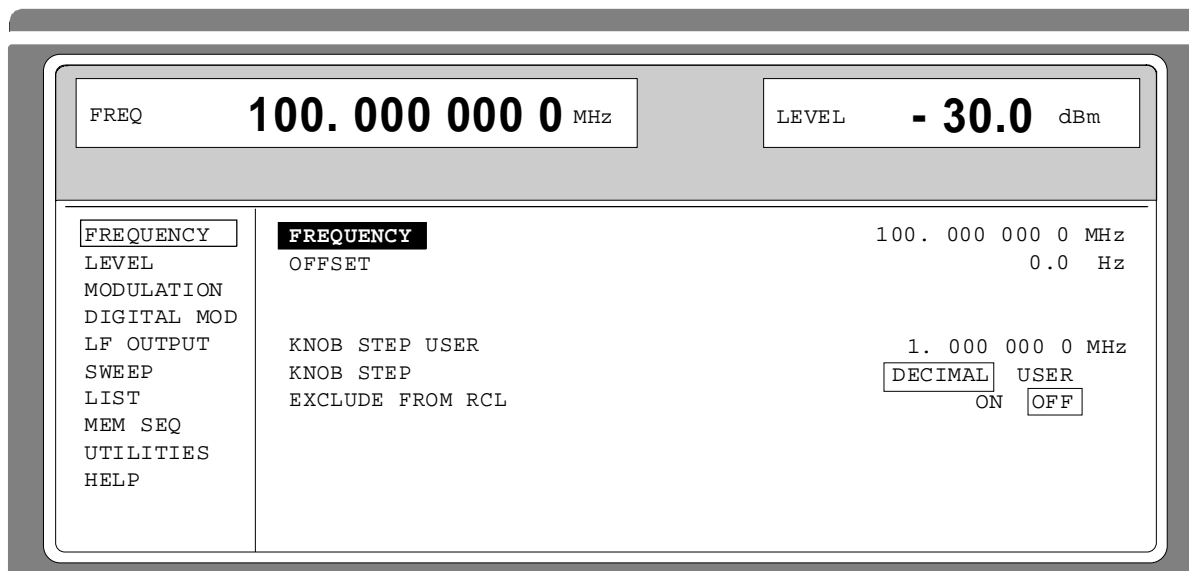 FREQ 100. 000 000 0 MHz LEVEL - 30.0 dBm
FREQUENCY FREQUENCY 100. 000 000 0 MHz
LEVEL OFFSET 0.0 Hz
MODULATION
DIGITAL MOD
LF OUTPUT KNOB STEP USER 1. 000 000 0 MHz
SWEEP KNOB STEP DECIMAL USER
LIST EXCLUDE FROM RCL ON OFF
MEM SEQ
UTILITIES
HELP